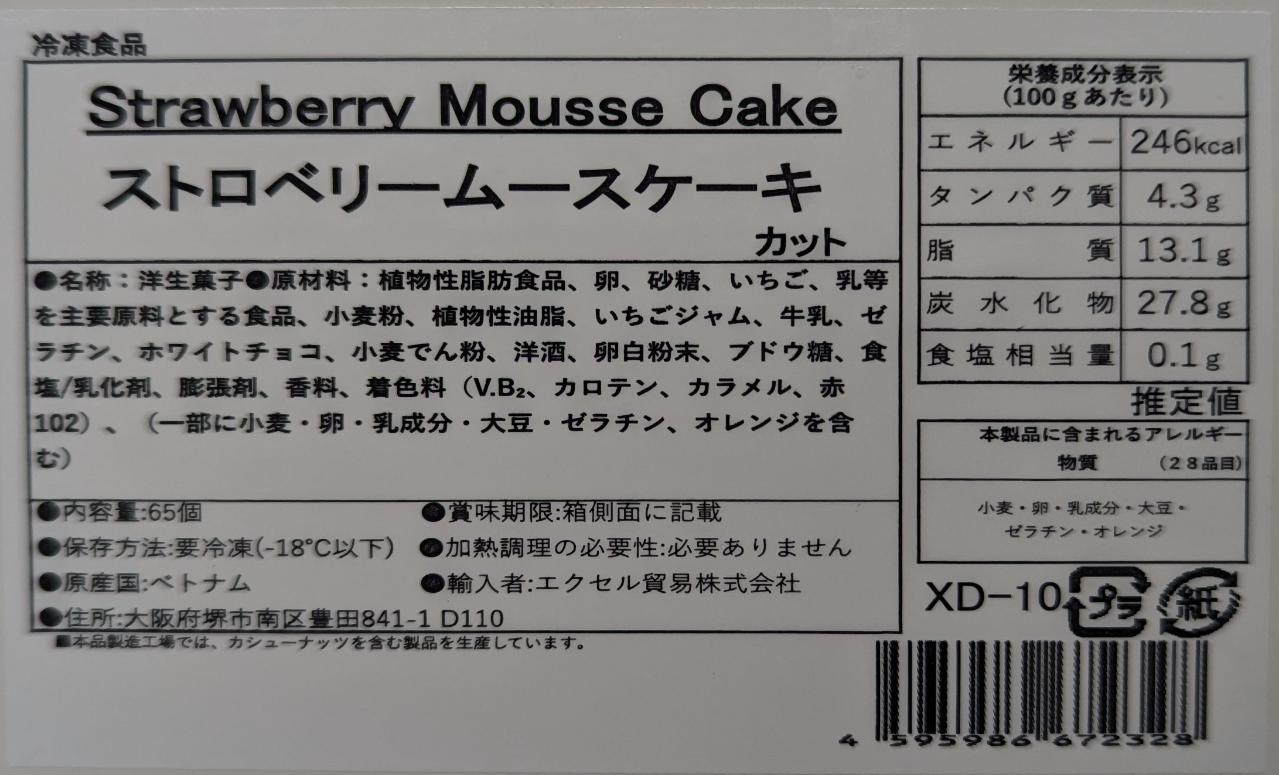 冷凍食品
Strawberry Mousse Cake
ストロベリームースケーキ
カット
●名称：洋生菓子●原材料：植物性脂肪食品、卵、砂糖、いちご、乳等
を主要原料とする食品、小麦粉、植物性油脂、いちごジャム、牛乳、ゼ
ラチン、ホワイトチョコ、小麦でん粉、洋酒、卵白粉末、ブドウ糖、食
塩/乳化剤、膨張剤、香料、着色料（V.B₂、カロテン、カラメル、赤
102）、（一部に小麦・卵・乳成分・大豆・ゼラチン、オレンジを含
む）
●内容量:65個 ●賞味期限:箱側面に記載
●保存方法:要冷凍(-18℃以下) ●加熱調理の必要性:必要ありません
●原産国:ベトナム ●輸入者:エクセル貿易株式会社
●住所:大阪府堺市南区豊田841-1 D110
■本品製造工場では、カシューナッツを含む製品を生産しています。
栄養成分表示
(100ｇあたり)
エネルギー 246kcal
タンパク質 4.3g
脂質 13.1g
炭水化物 27.8g
食塩相当量 0.1g
推定値
本製品に含まれるアレルギー
物質 （２８品目）
小麦・卵・乳成分・大豆・
ゼラチン・オレンジ
XD-10 プラ 紙
4 595986 672328